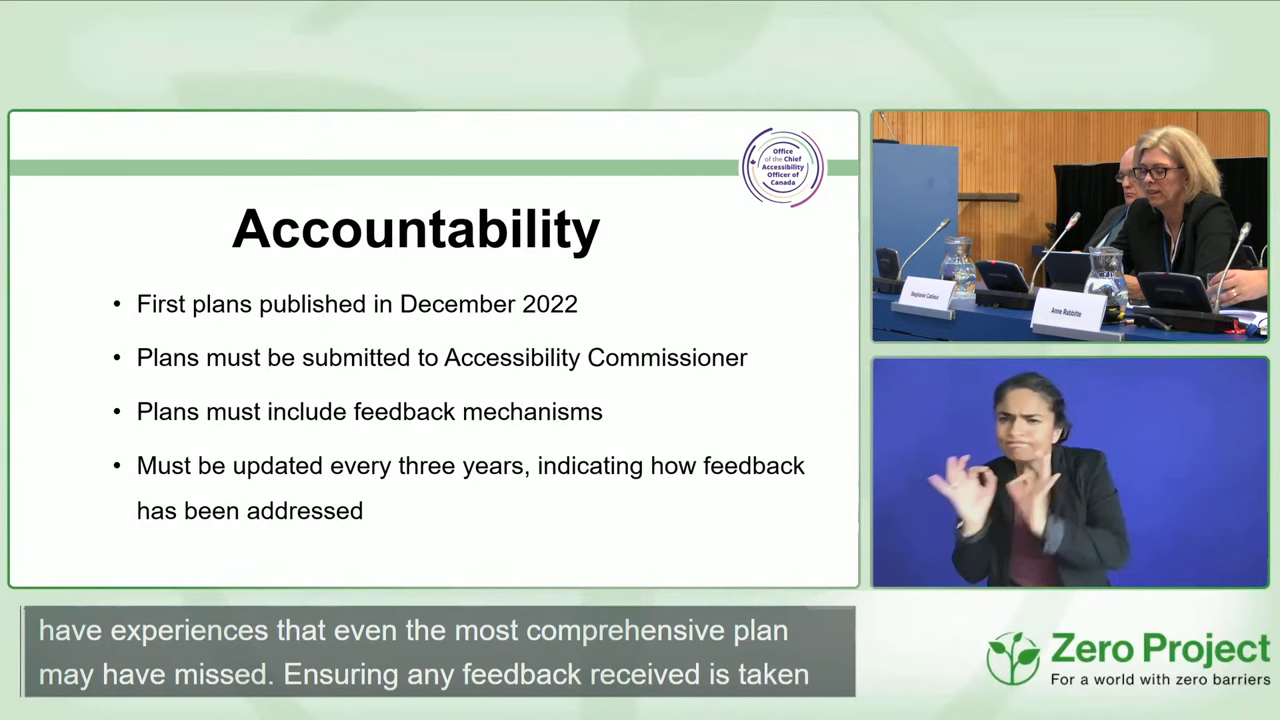 Office
of the Chief
Accessibility
Officer of
Canada
Accountability
• First plans published in December 2022
• Plans must be submitted to Accessibility Commissioner
• Plans must include feedback mechanisms
• Must be updated every three years, indicating how feedback
has been addressed
Stephanie Cadieux
Anne Rabbitte
have experiences that even the most comprehensive plan
may have missed. Ensuring any feedback received is taken
Zero Project
For a world with zero barriers